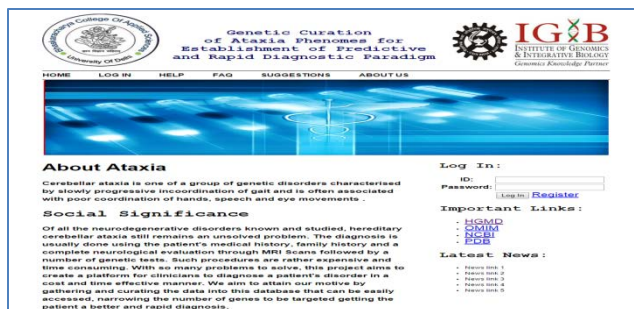 Bhaskaracharya College Of Applied Sciences
University Of Delhi
Genetic Curation
of Ataxia Phenomes for
Establishment of Predictive
and Rapid Diagnostic Paradigm
IGIB
INSTITUTE OF GENOMICS
& INTEGRATIVE BIOLOGY
Genomics Knowledge Partner
HOME LOG IN HELP FAQ SUGGESTIONS ABOUT US
About Ataxia
Cerebellar ataxia is one of a group of genetic disorders characterised
by slowly progressive incoordination of gait and is often associated
with poor coordination of hands, speech and eye movements .
Social Significance
Of all the neurodegenerative disorders known and studied, hereditary
cerebellar ataxia still remains an unsolved problem. The diagnosis is
usually done using the patient's medical history, family history and a
complete neurological evaluation through MRI Scans followed by a
number of genetic tests. Such procedures are rather expensive and
time consuming. With so many problems to solve, this project aims to
create a platform for clinicians to diagnose a patient's disorder in a
cost and time effective manner. We aim to attain our motive by
gathering and curating the data into this database that can be easily
accessed, narrowing the number of genes to be targeted getting the
patient a better and rapid diagnosis.
Log In:
ID:
Password:
Log In Register
Important Links:
HGMD
OMIM
NCBI
PDB
Latest News:
News link 1
News link 2
News link 3
News link 4
News link 5